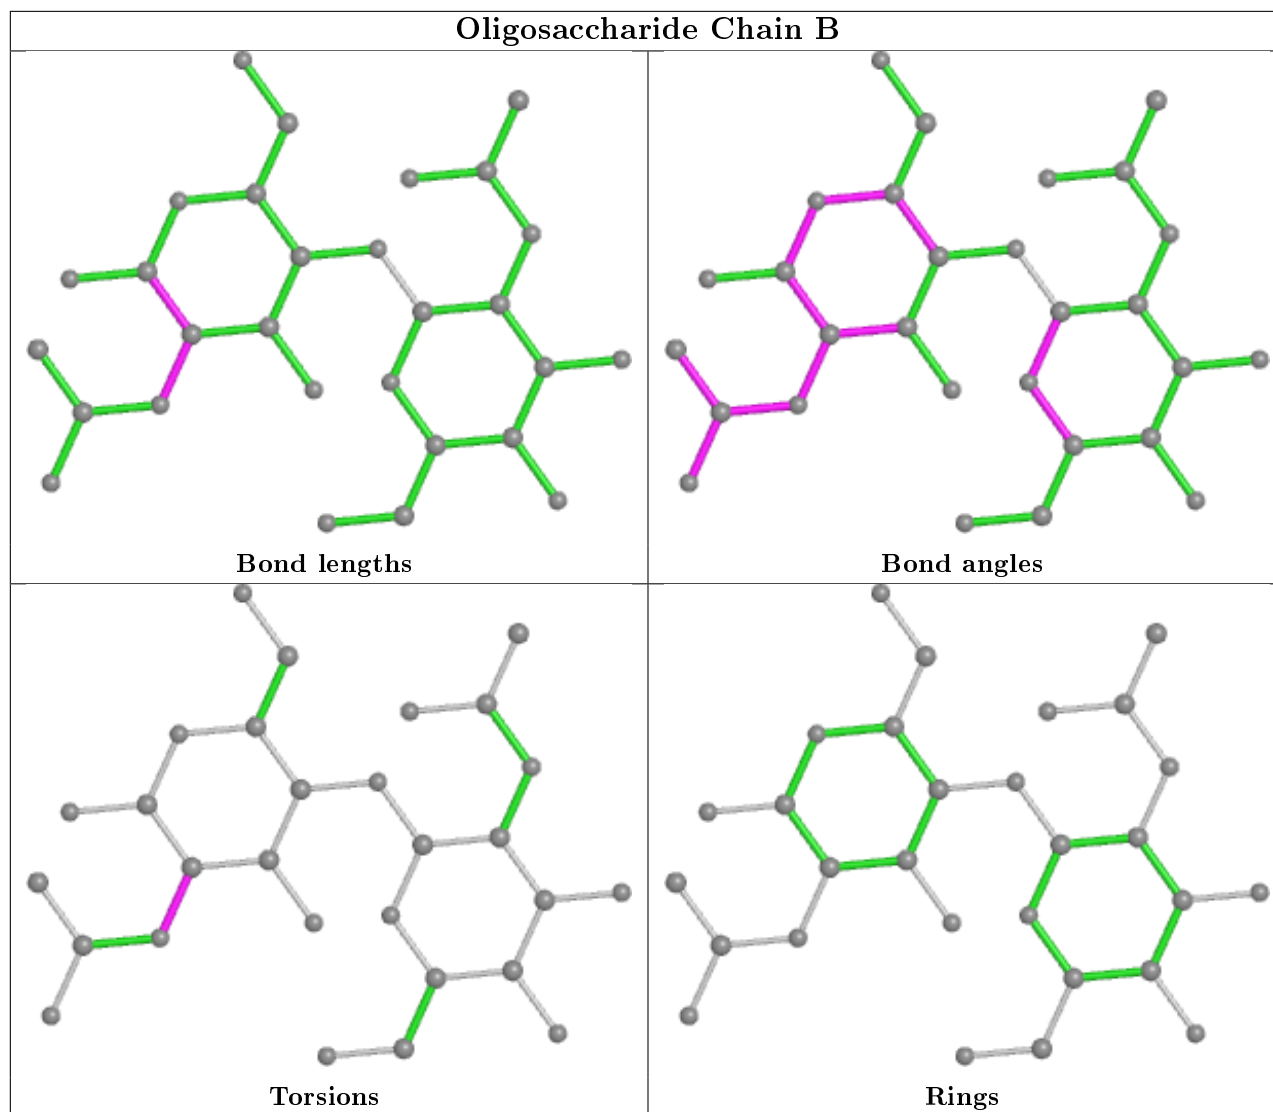 Oligosaccharide Chain B
Bond lengths
Bond angles
Torsions
Rings